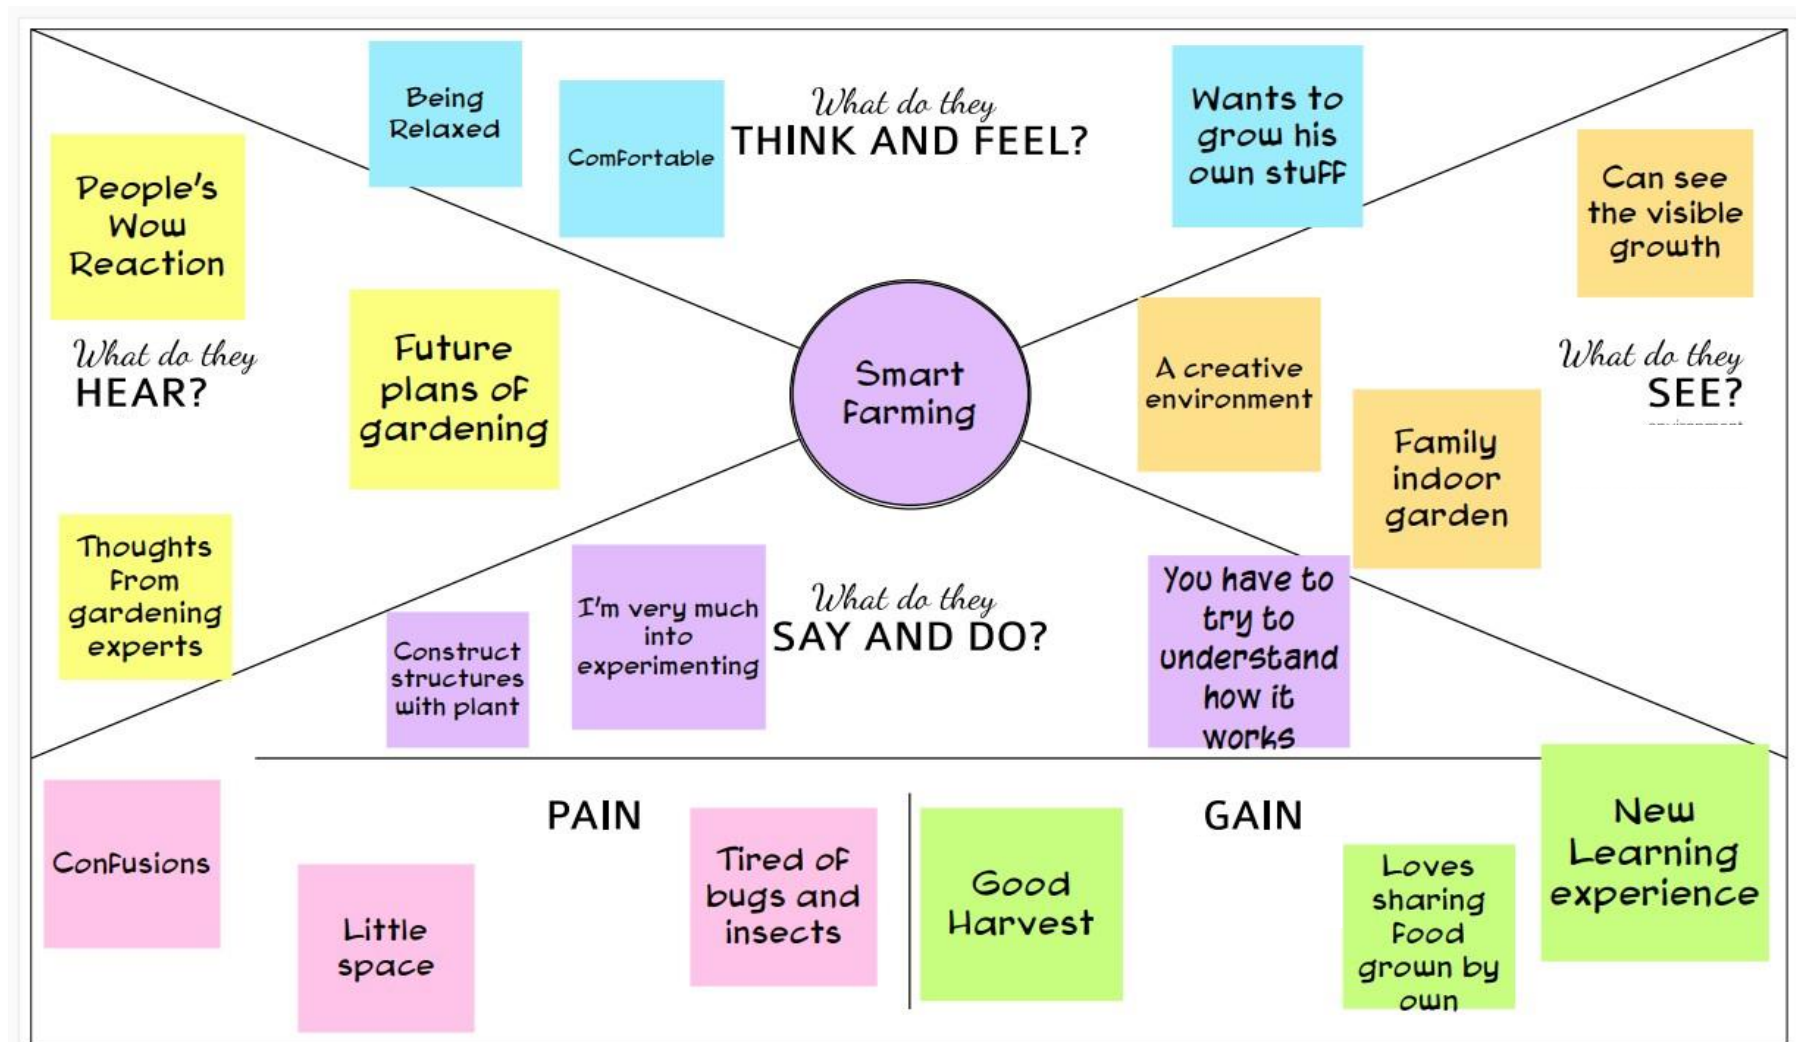 Being
Relaxed
Comfortable
What do they
THINK AND FEEL?
Wants to
grow his
own stuff
People's
Wow
Reaction
What do they
HEAR?
Future
plans of
gardening
Thoughts
from
gardening
experts
Smart
Farming
Can see
the visible
growth
A creative
environment
What do they
SEE?
Family
indoor
garden
Construct
structures
with plant
I'm very much
into
experimenting
What do they
SAY AND DO?
You have to
try to
understand
how it
works
PAIN
Confusions
Little
space
Tired of
bugs and
insects
GAIN
Good
Harvest
Loves
sharing
food
grown by
own
New
Learning
experience